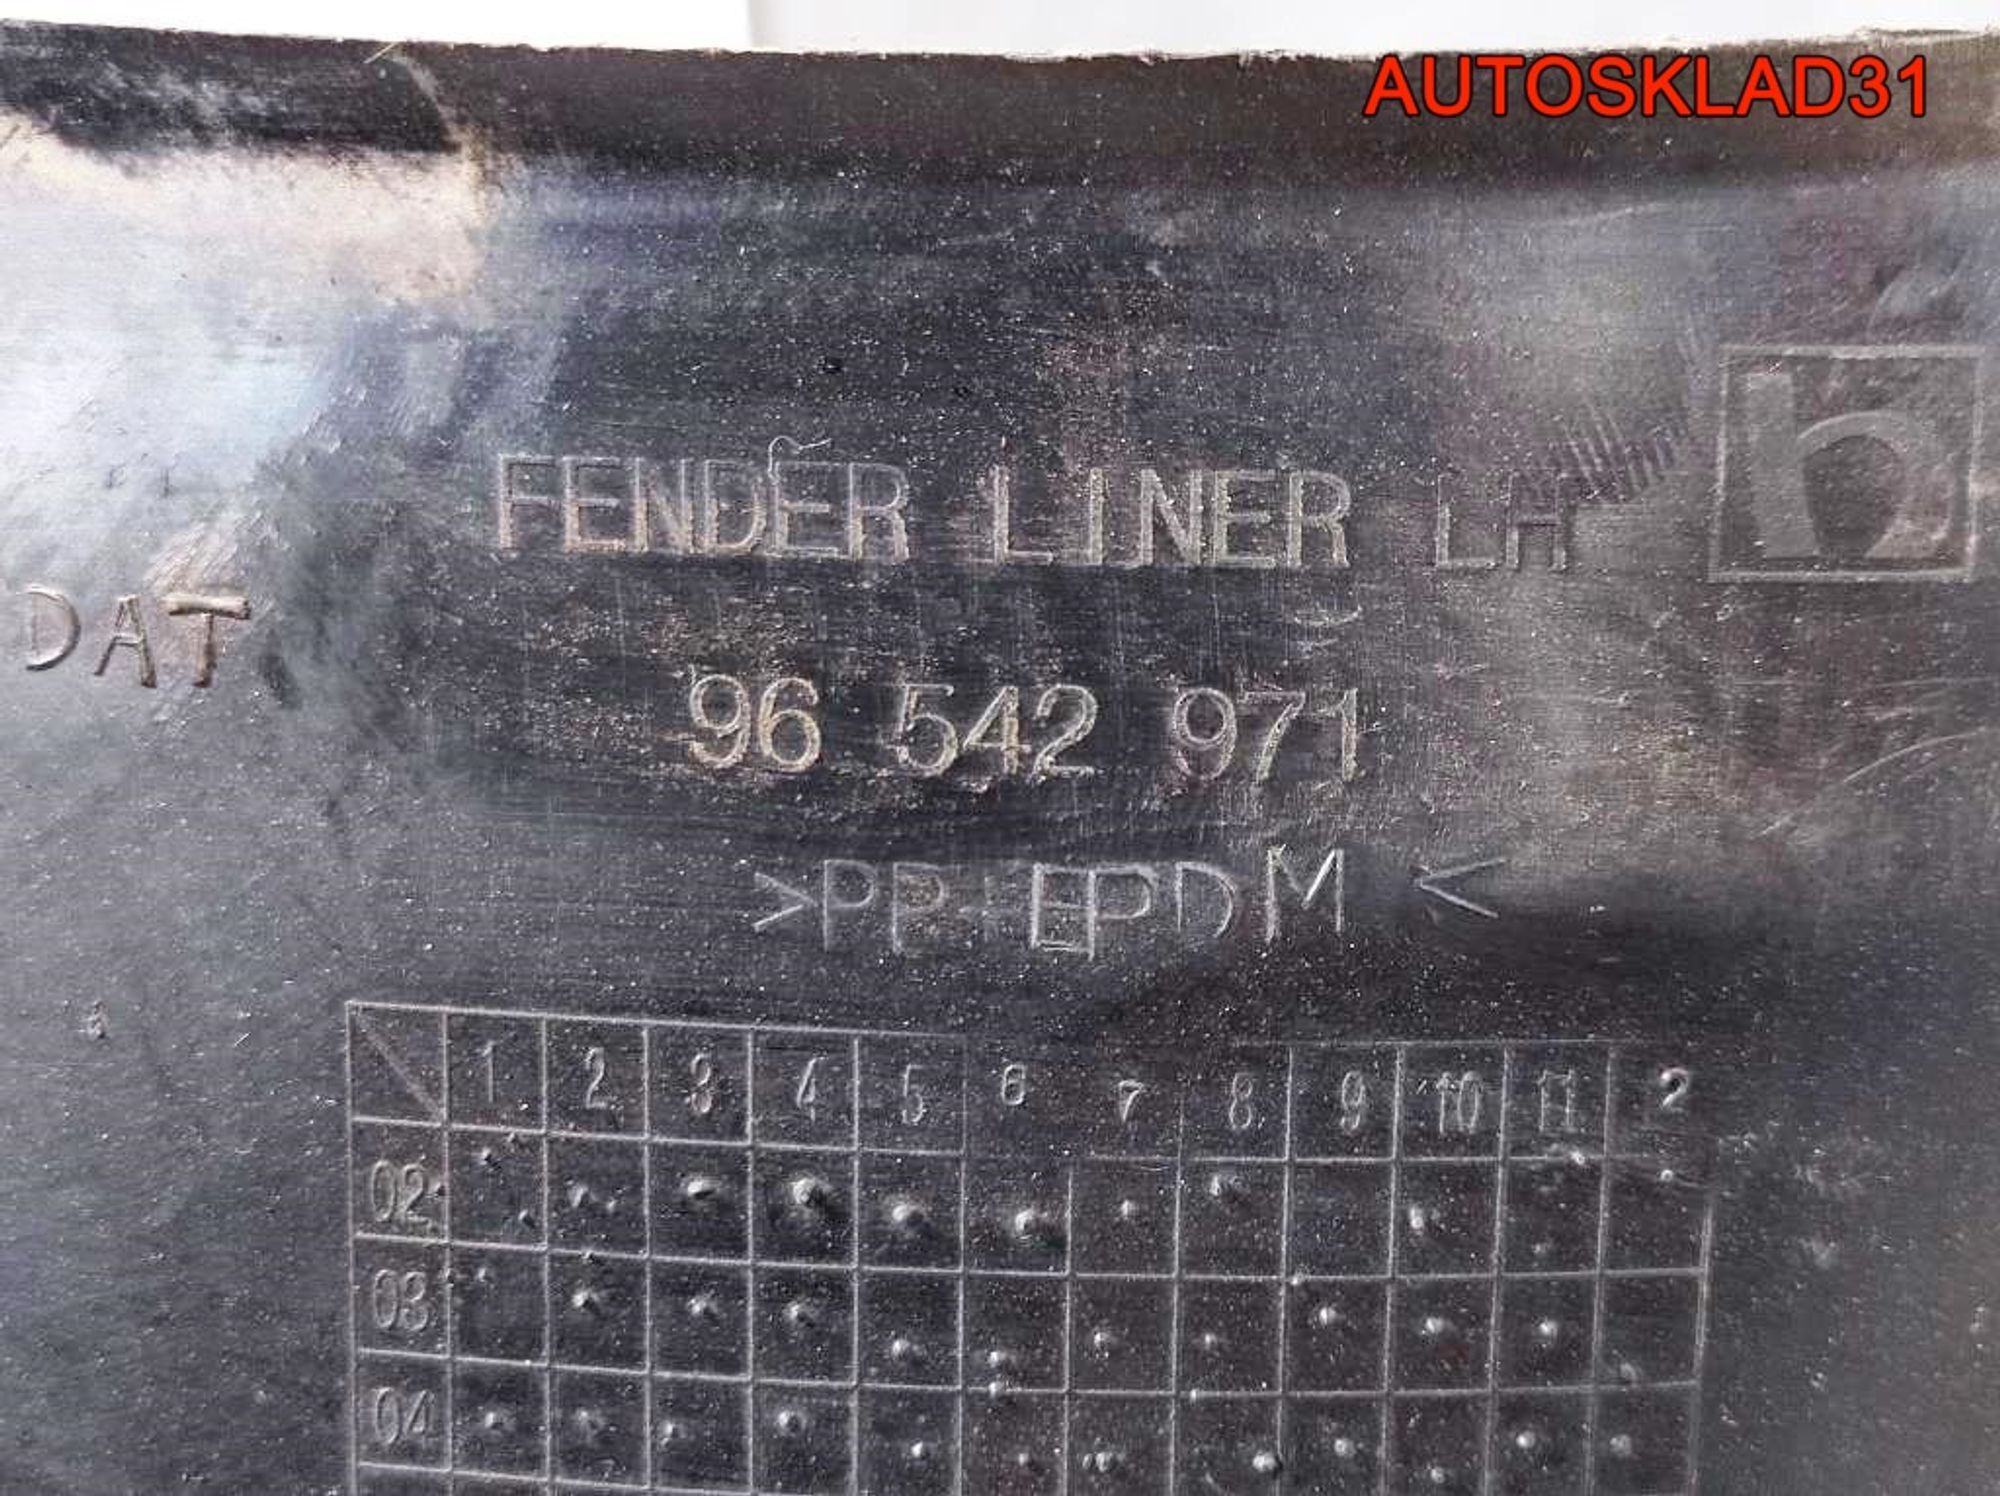 AUTOSKLAD31
FENDER LINER LH
h
DAT
96 542 971
>PP+EPDM<
1 2 3 4 5 6 7 8 9 10 11 2
02
03
04